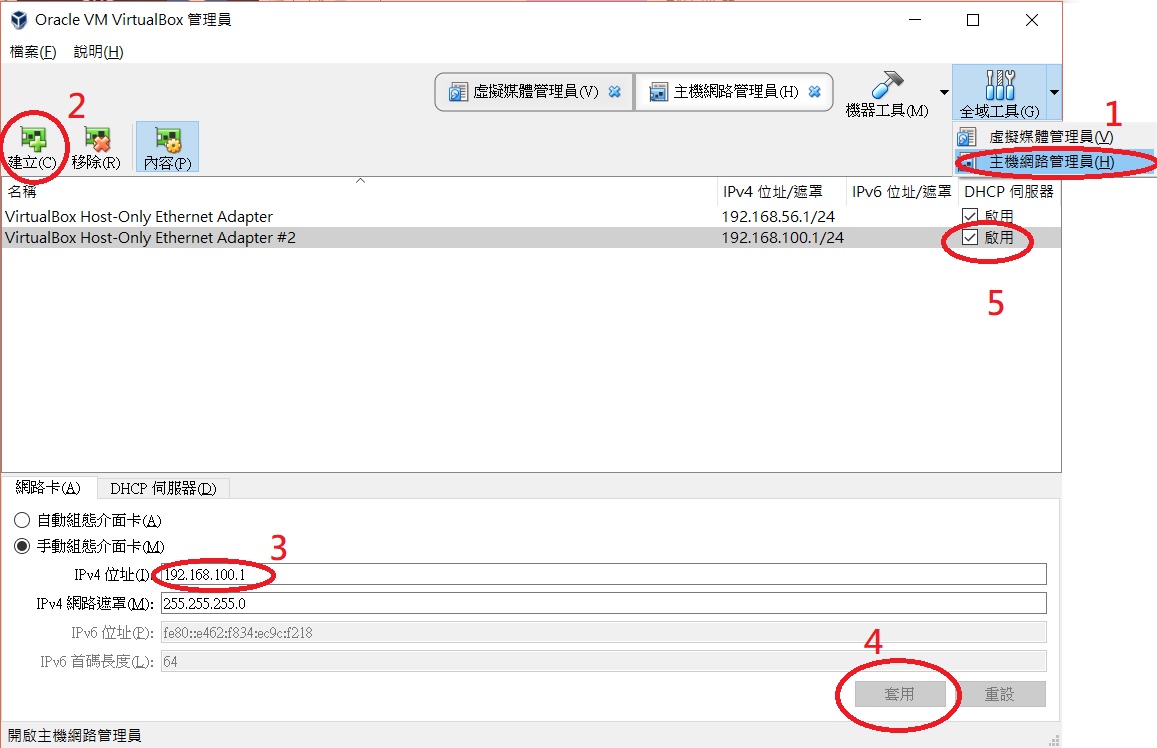 Oracle VM VirtualBox 管理員
檔案(F) 說明(H)
虛擬媒體管理員(V) 主機網路管理員(H) 機器工具(M) 全域工具(G)
1
虛擬媒體管理員(V)
主機網路管理員(H)
2
建立(C) 移除(R) 內容(P)
名稱 IPv4 位址/遮罩 IPv6 位址/遮罩 DHCP 伺服器
VirtualBox Host-Only Ethernet Adapter 192.168.56.1/24 啟用
VirtualBox Host-Only Ethernet Adapter #2 192.168.100.1/24 啟用
5
網路卡(A) DHCP 伺服器(D)
自動組態介面卡(A)
手動組態介面卡(M)
3
IPv4 位址(I): 192.168.100.1
IPv4 網路遮罩(M): 255.255.255.0
IPv6 位址(P): fe80::e462:f834:ec9c:f218
IPv6 首碼長度(L): 64
4
套用 重設
開啟主機網路管理員